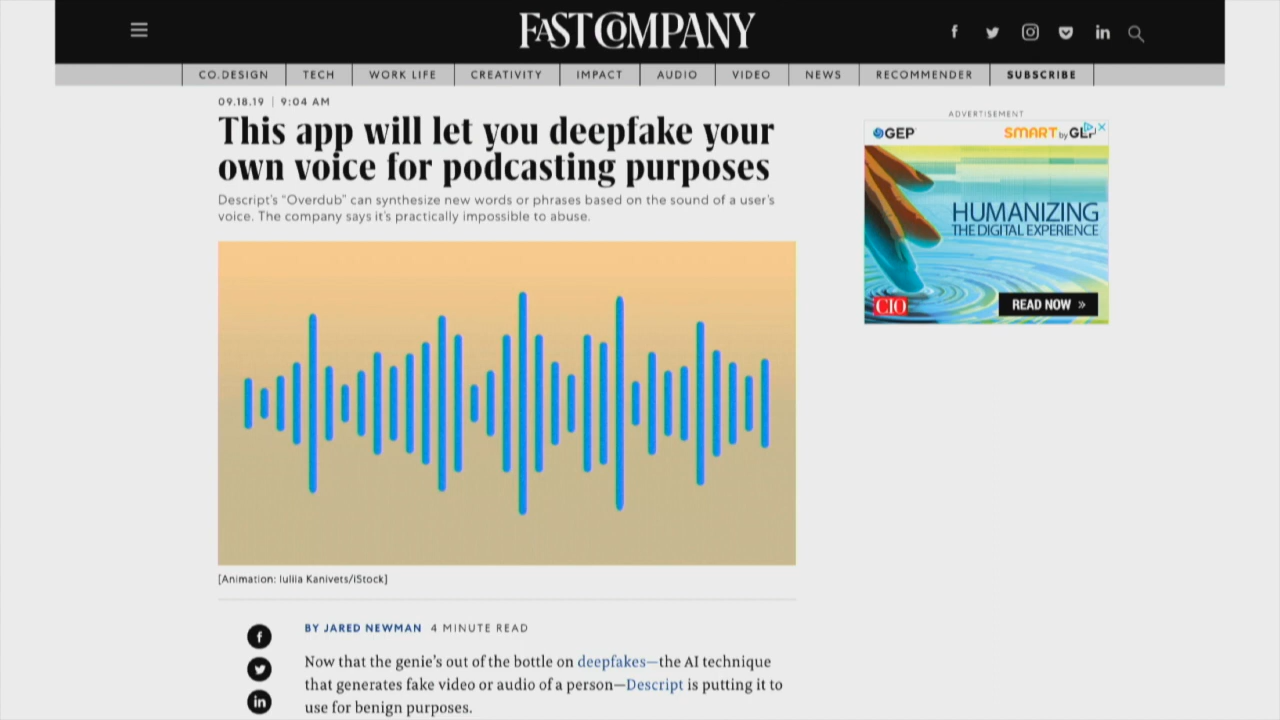 FAST COMPANY
CO.DESIGN TECH WORK LIFE CREATIVITY IMPACT AUDIO VIDEO NEWS RECOMMENDER SUBSCRIBE
09.18.19 | 9:04 AM
This app will let you deepfake your
own voice for podcasting purposes
Descript's “Overdub” can synthesize new words or phrases based on the sound of a user's
voice. The company says it's practically impossible to abuse.
[Animation: Iuliia Kanivets/iStock]
BY JARED NEWMAN 4 MINUTE READ
Now that the genie's out of the bottle on deepfakes—the AI technique
that generates fake video or audio of a person—Descript is putting it to
use for benign purposes.
ADVERTISEMENT
GEP SMART by GEP
HUMANIZING
THE DIGITAL EXPERIENCE
CIO READ NOW »